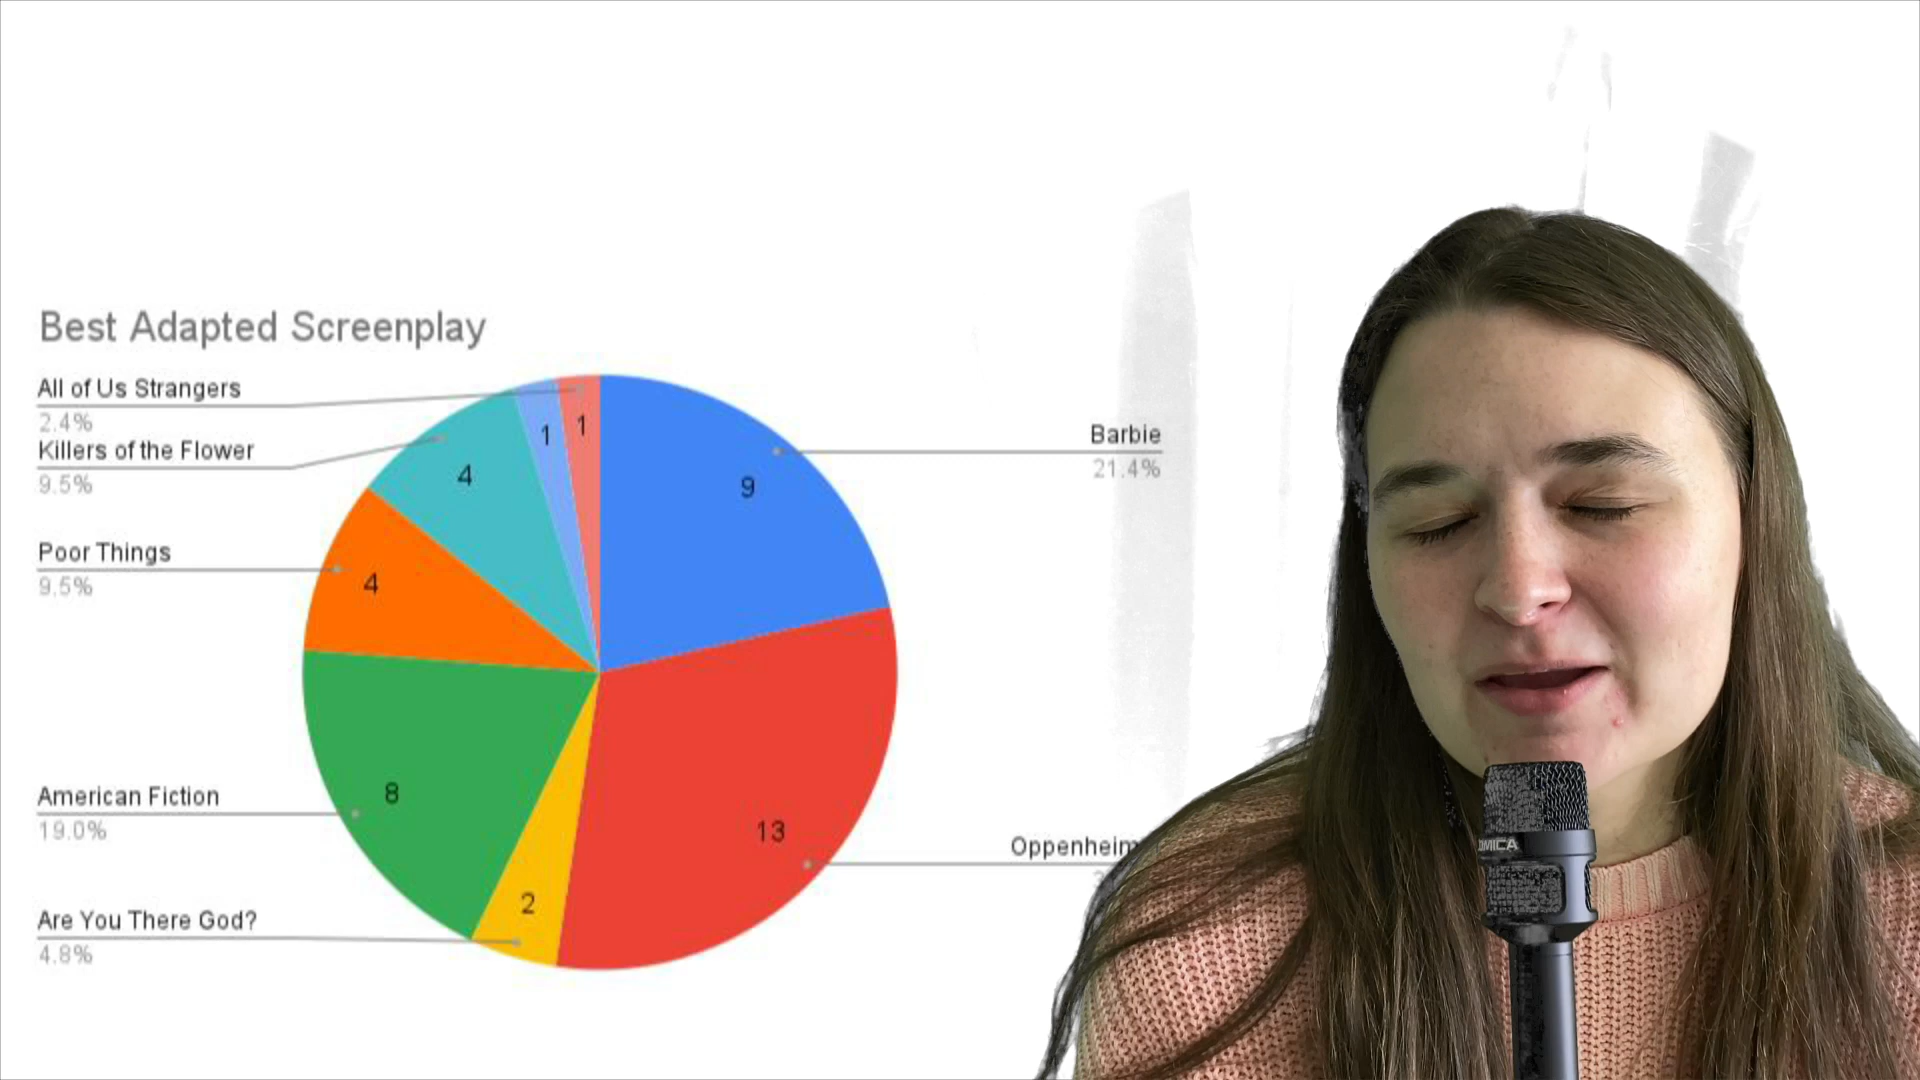 Best Adapted Screenplay
All of Us Strangers
2.4%
Killers of the Flower
9.5%
Poor Things
9.5%
American Fiction
19.0%
Are You There God?
4.8%
1
1
4
4
8
2
9
13
Barbie
21.4%